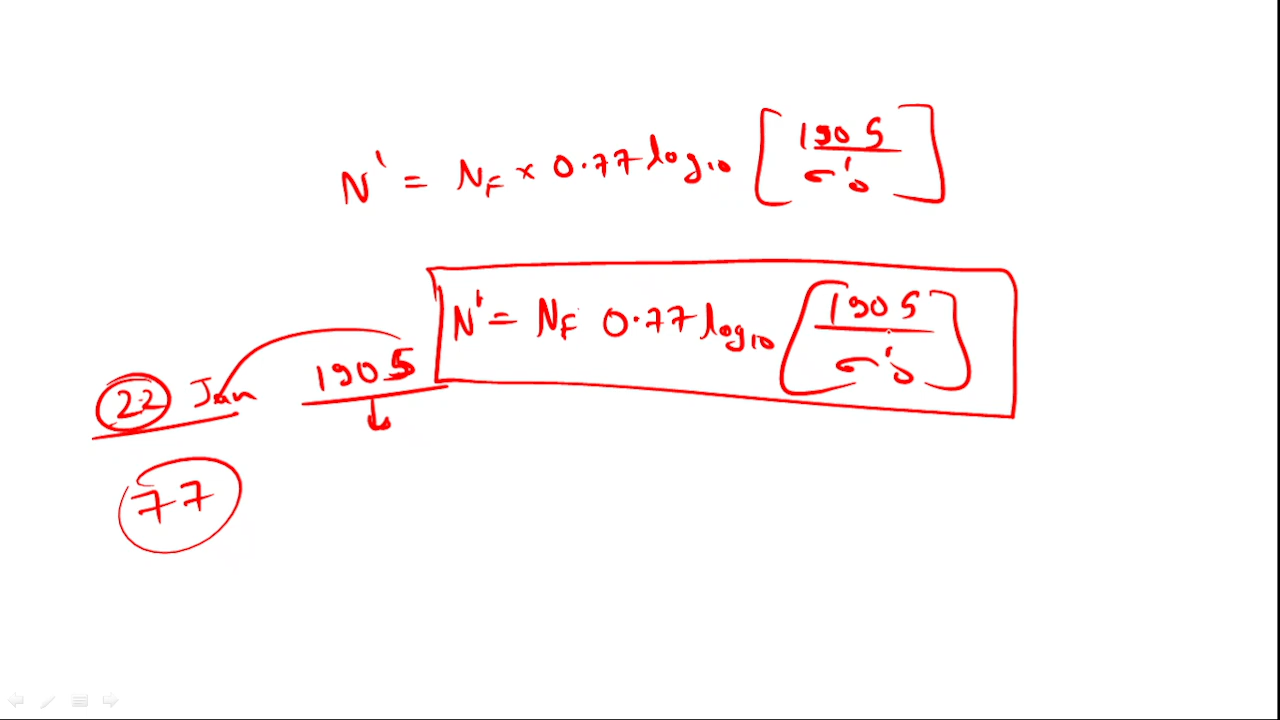 N' = N_F × 0.77 log₁₀ [1905 / σ'₀]
N' = N_F 0.77 log₁₀ [1905 / σ'₀]
22 Jan 1905
77